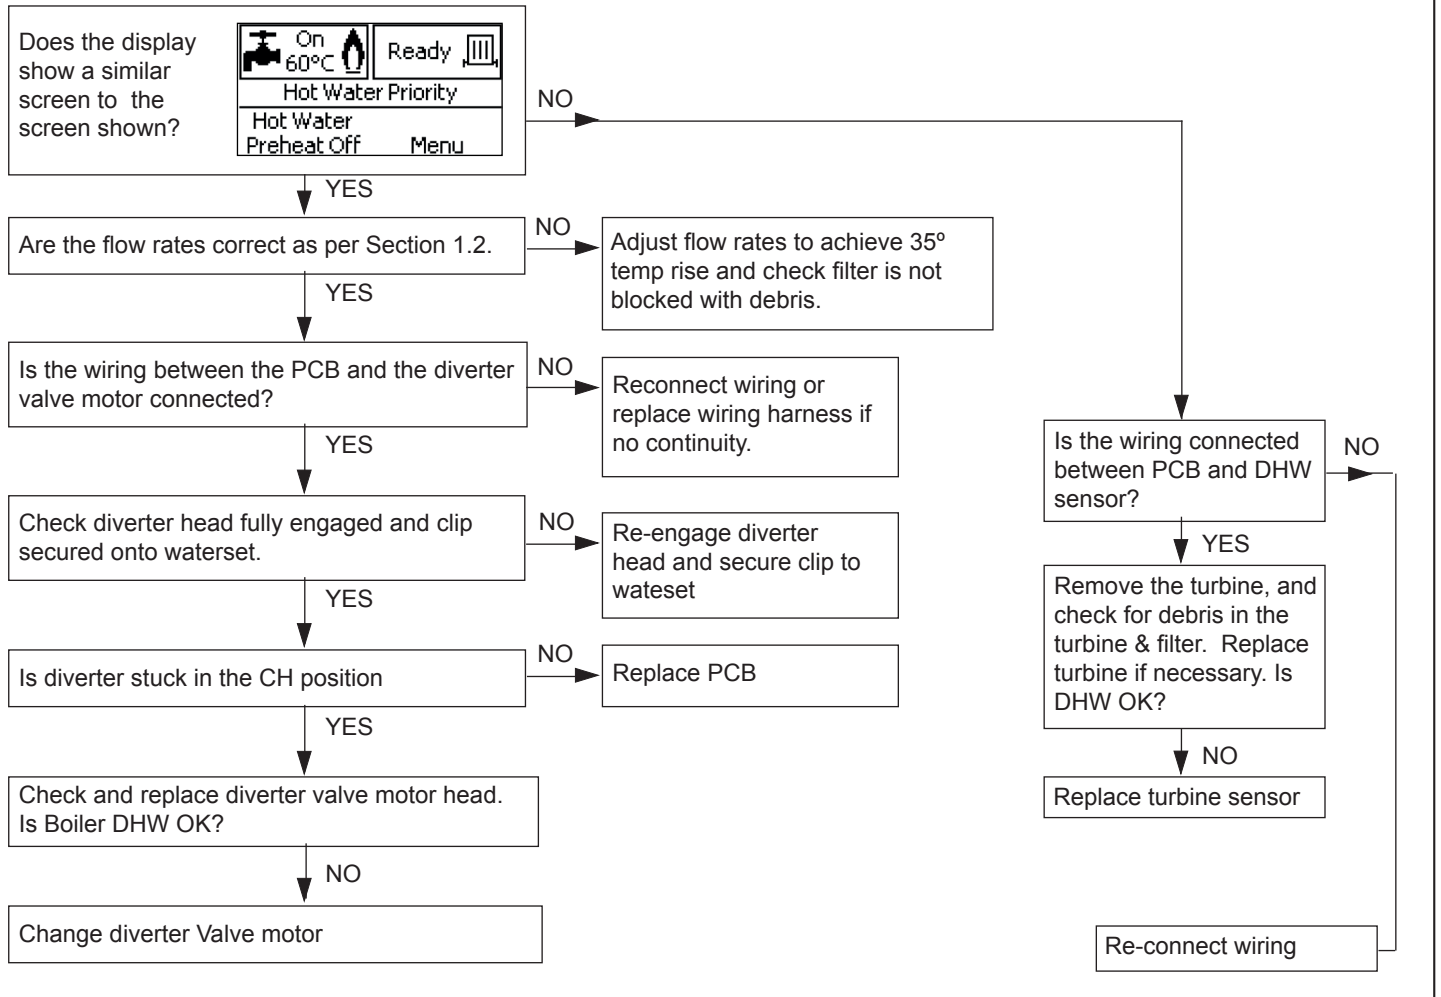 Does the display
show a similar
screen to  the
screen shown?
On
60°C
Ready
Hot Water Priority
Hot Water
Preheat Off
Menu
NO
YES
Are the flow rates correct as per Section 1.2.
NO
Adjust flow rates to achieve 35º
temp rise and check filter is not
blocked with debris.
YES
Is the wiring between the PCB and the diverter
valve motor connected?
NO
Reconnect wiring or
replace wiring harness if
no continuity.
YES
Check diverter head fully engaged and clip
secured onto waterset.
NO
Re-engage diverter
head and secure clip to
wateset
YES
Is diverter stuck in the CH position
NO
Replace PCB
YES
Check and replace diverter valve motor head.
Is Boiler DHW OK?
NO
Change diverter Valve motor
Is the wiring connected
between PCB and DHW
sensor?
NO
YES
Remove the turbine, and
check for debris in the
turbine & filter.  Replace
turbine if necessary. Is
DHW OK?
NO
Replace turbine sensor
Re-connect wiring